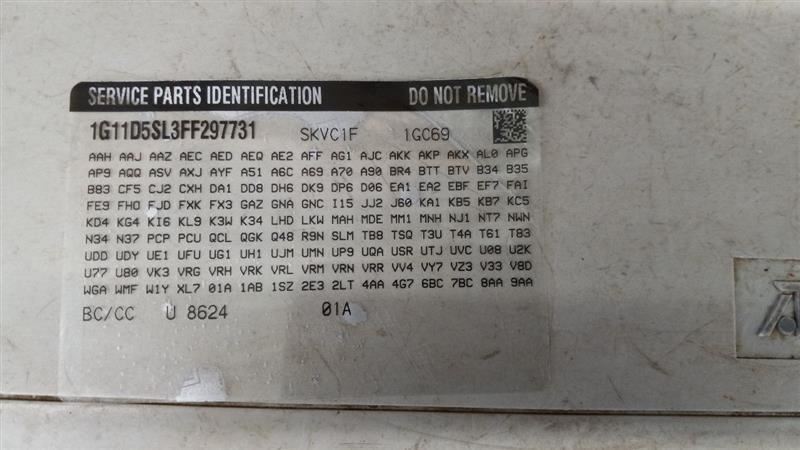 SERVICE PARTS IDENTIFICATION DO NOT REMOVE
1G11D5SL3FF297731 SKVC1F 1GC69
AAH AAJ AAZ AEC AED AEQ AE2 AFF AG1 AJC AKK AKP AKX AL0 APG
AP9 AQQ ASV AXJ AYF A51 A6C A69 A70 A90 BR4 BTT BTV B34 B35
B83 CF5 CJ2 CXH DA1 DD8 DH6 DK9 DP6 D06 EA1 EA2 EBF EF7 FAI
FE9 FHO FJD FXK FX3 GAZ GNA GNC I15 JJ2 J60 KA1 KB5 KB7 KC5
KD4 KG4 KI6 KL9 K3W K34 LHD LKW MAH MDE MM1 MNH NJ1 NT7 NWN
N34 N37 PCP PCU QCL QGK Q48 R9N SLM TB8 TSQ T3U T4A T61 T83
UDD UDY UE1 UFU UG1 UH1 UJM UMN UP9 UQA USR UTJ UVC U08 U2K
U77 U80 VK3 VRG VRH VRK VRL VRM VRN VRR VV4 VY7 VZ3 V33 V8D
WGA WMF W1Y XL7 01A 1AB 1SZ 2E3 2LT 4AA 4G7 6BC 7BC 8AA 9AA
BC/CC U 8624 01A